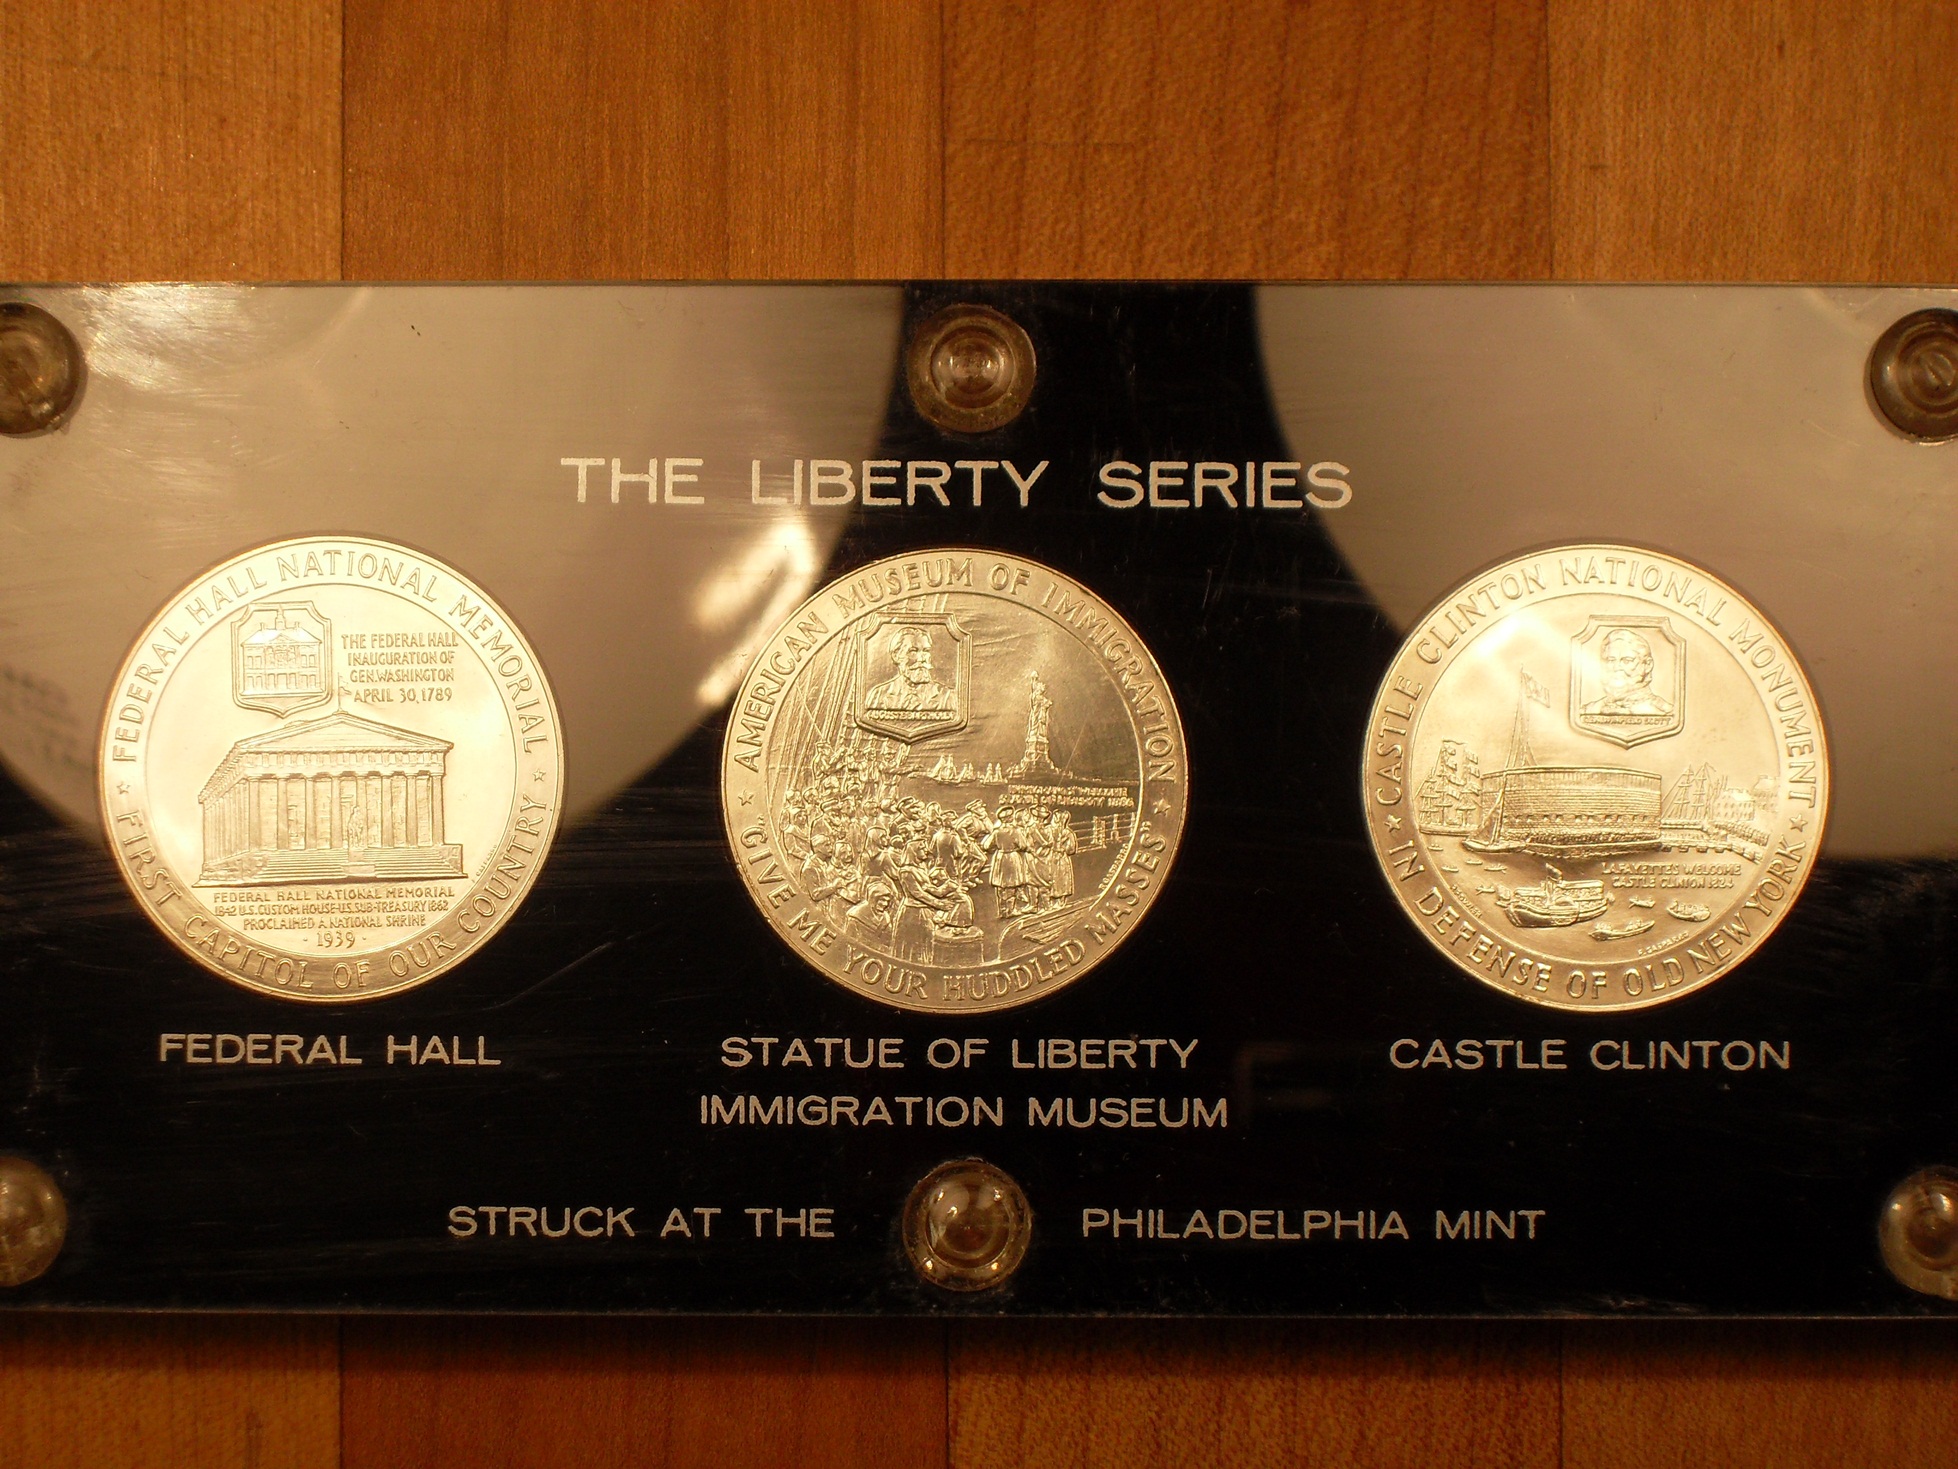 THE LIBERTY SERIES
FEDERAL HALL NATIONAL MEMORIAL
THE FEDERAL HALL
INAUGURATION OF
GEN. WASHINGTON
APRIL 30, 1789
FEDERAL HALL NATIONAL MEMORIAL
1842 U.S. CUSTOM HOUSE-U.S. SUB-TREASURY 1862
PROCLAIMED A NATIONAL SHRINE
- 1939 -
FIRST CAPITOL OF OUR COUNTRY
AMERICAN MUSEUM OF IMMIGRATION
"GIVE ME YOUR HUDDLED MASSES"
CASTLE CLINTON NATIONAL MONUMENT
LAFAYETTE'S WELCOME
CASTLE CLINTON 1824
IN DEFENSE OF OLD NEW YORK
FEDERAL HALL
STATUE OF LIBERTY
IMMIGRATION MUSEUM
CASTLE CLINTON
STRUCK AT THE PHILADELPHIA MINT